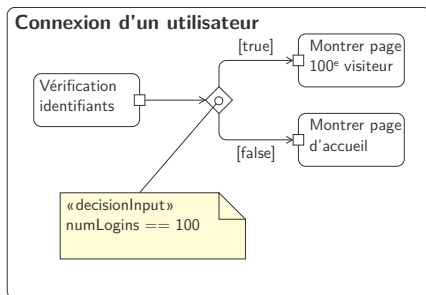 Connexion d'un utilisateur
[true]
Montrer page
100e visiteur
Vérification
identifiants
Montrer page
d'accueil
[false]
«decisionInput»
numLogins == 100